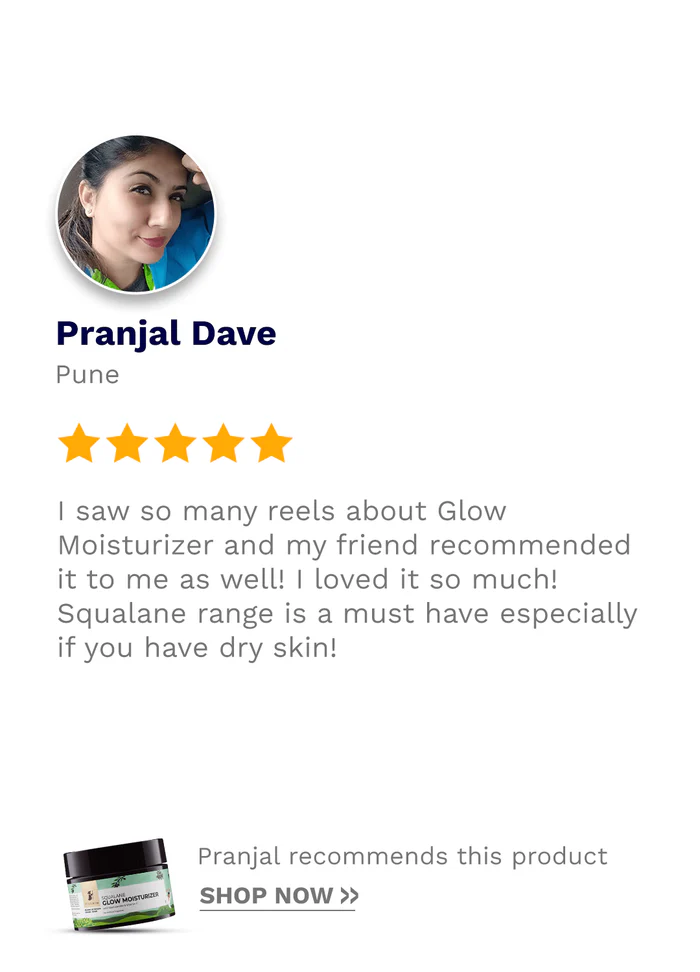 Pranjal Dave
Pune
I saw so many reels about Glow
Moisturizer and my friend recommended
it to me as well! I loved it so much!
Squalane range is a must have especially
if you have dry skin!
Pranjal recommends this product
SHOP NOW »
SQUALANE
GLOW MOISTURIZER